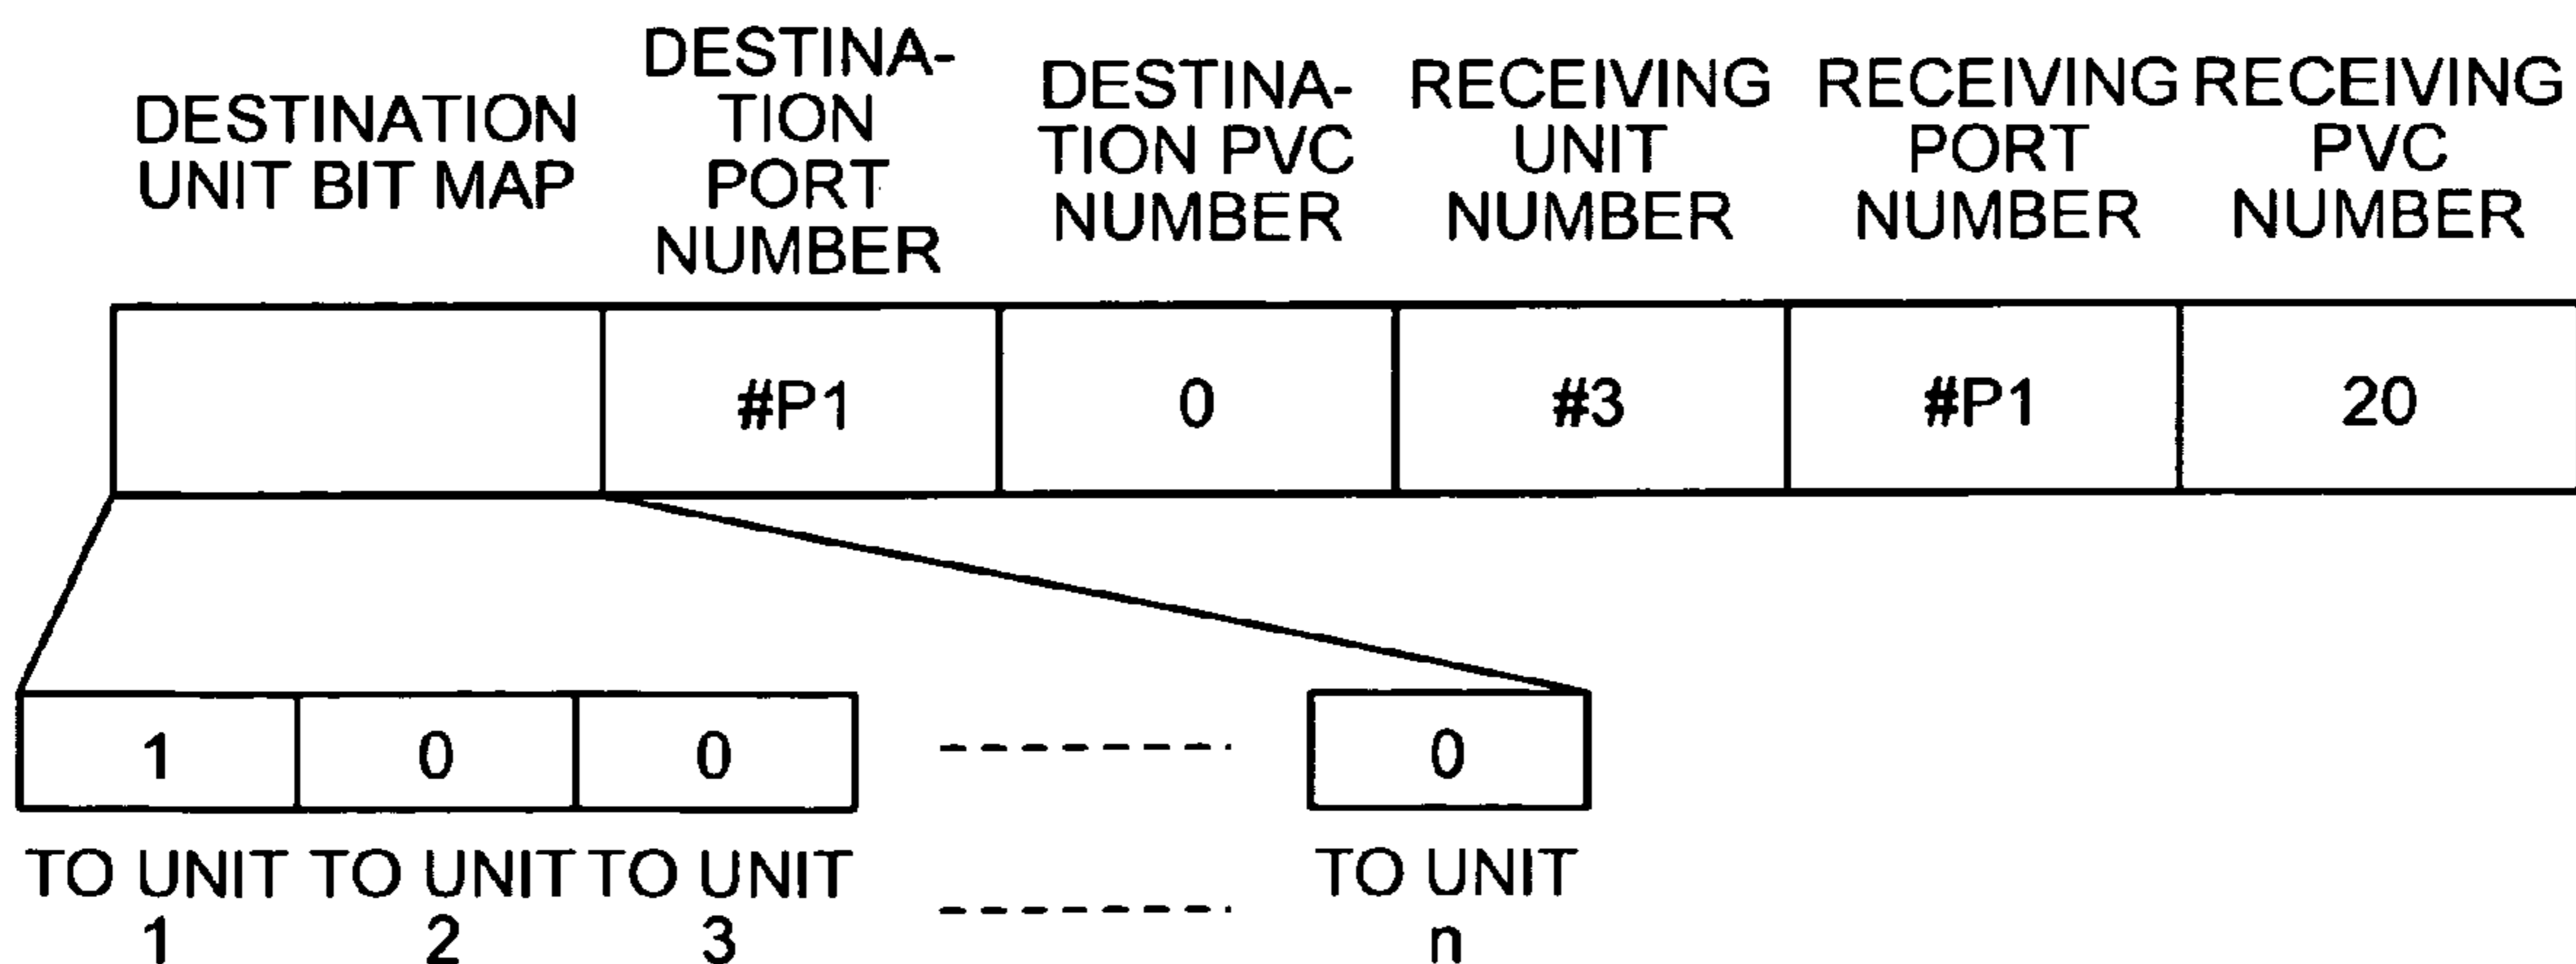 DESTINATION
UNIT BIT MAP
DESTINA-
TION
PORT
NUMBER
DESTINA-
TION PVC
NUMBER
RECEIVING
UNIT
NUMBER
RECEIVING
PORT
NUMBER
RECEIVING
PVC
NUMBER
#P1
0
#3
#P1
20
1
0
0
0
TO UNIT
1
TO UNIT
2
TO UNIT
3
TO UNIT
n